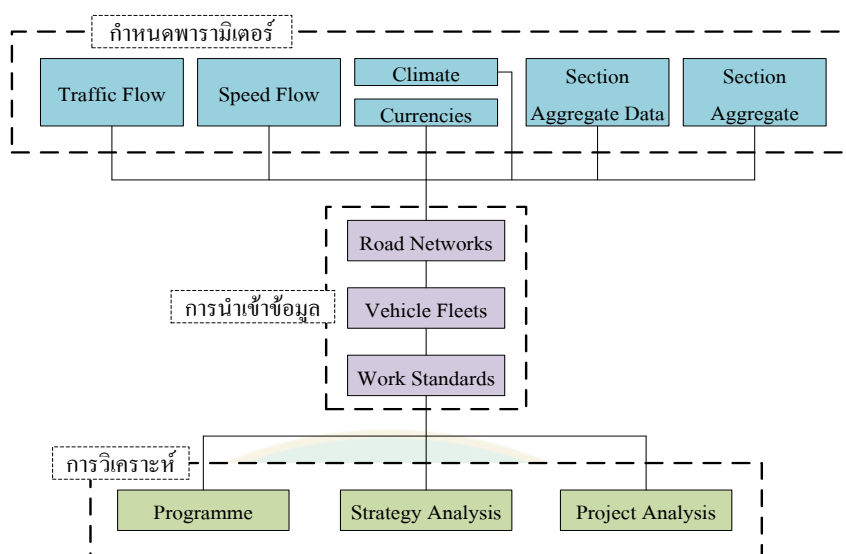 กำหนดพารามิเตอร์
Traffic Flow
Speed Flow
Climate
Currencies
Section
Aggregate Data
Section
Aggregate
Road Networks
การนำเข้าข้อมูล
Vehicle Fleets
Work Standards
การวิเคราะห์
Programme
Strategy Analysis
Project Analysis